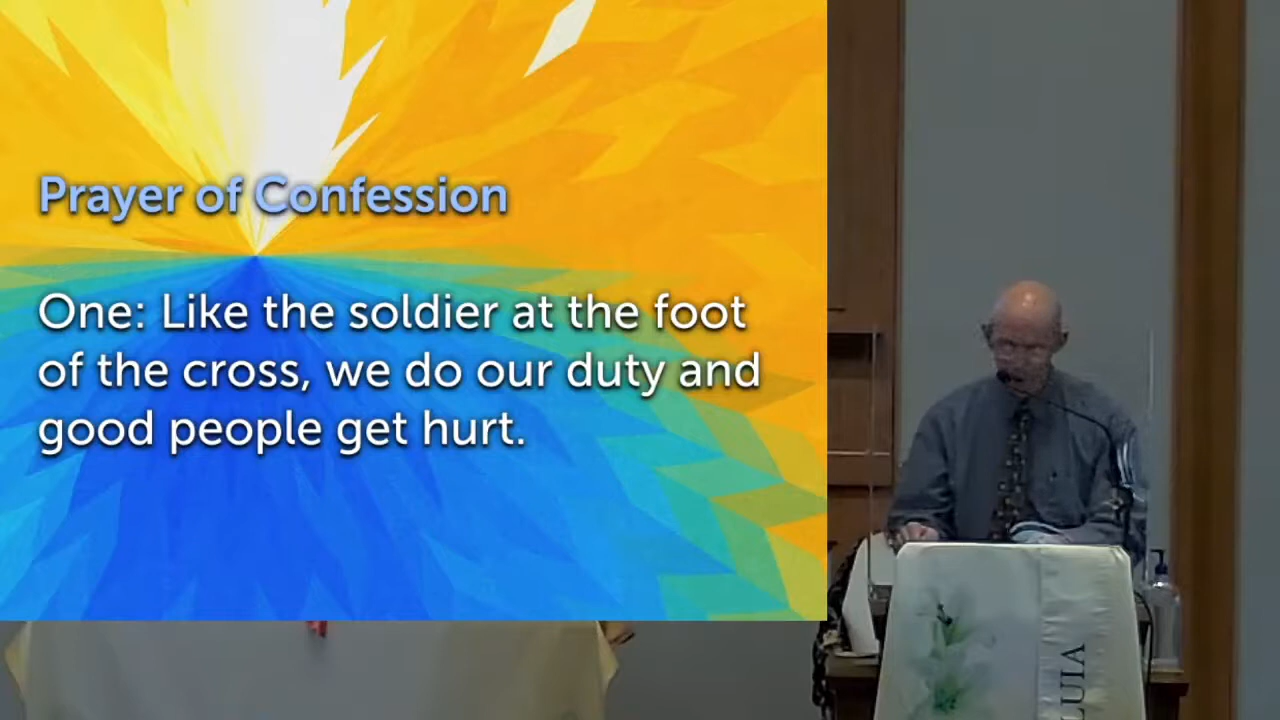 Prayer of Confession
One: Like the soldier at the foot
of the cross, we do our duty and
good people get hurt.
LUIA